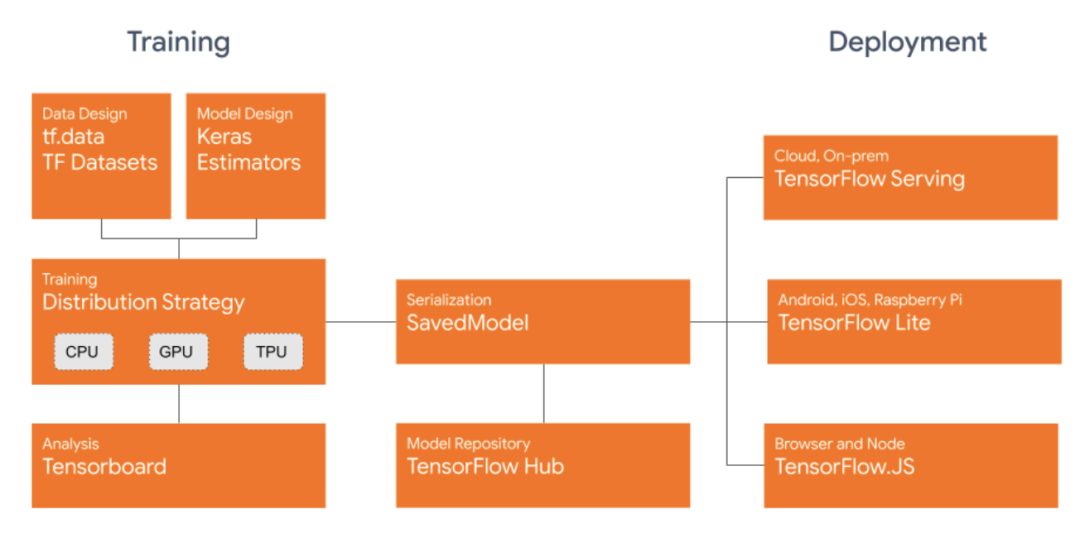 Training
Deployment
Data Design
tf.data
TF Datasets
Model Design
Keras
Estimators
Training
Distribution Strategy
CPU
GPU
TPU
Analysis
Tensorboard
Serialization
SavedModel
Model Repository
TensorFlow Hub
Cloud, On-prem
TensorFlow Serving
Android, iOS, Raspberry Pi
TensorFlow Lite
Browser and Node
TensorFlow.JS